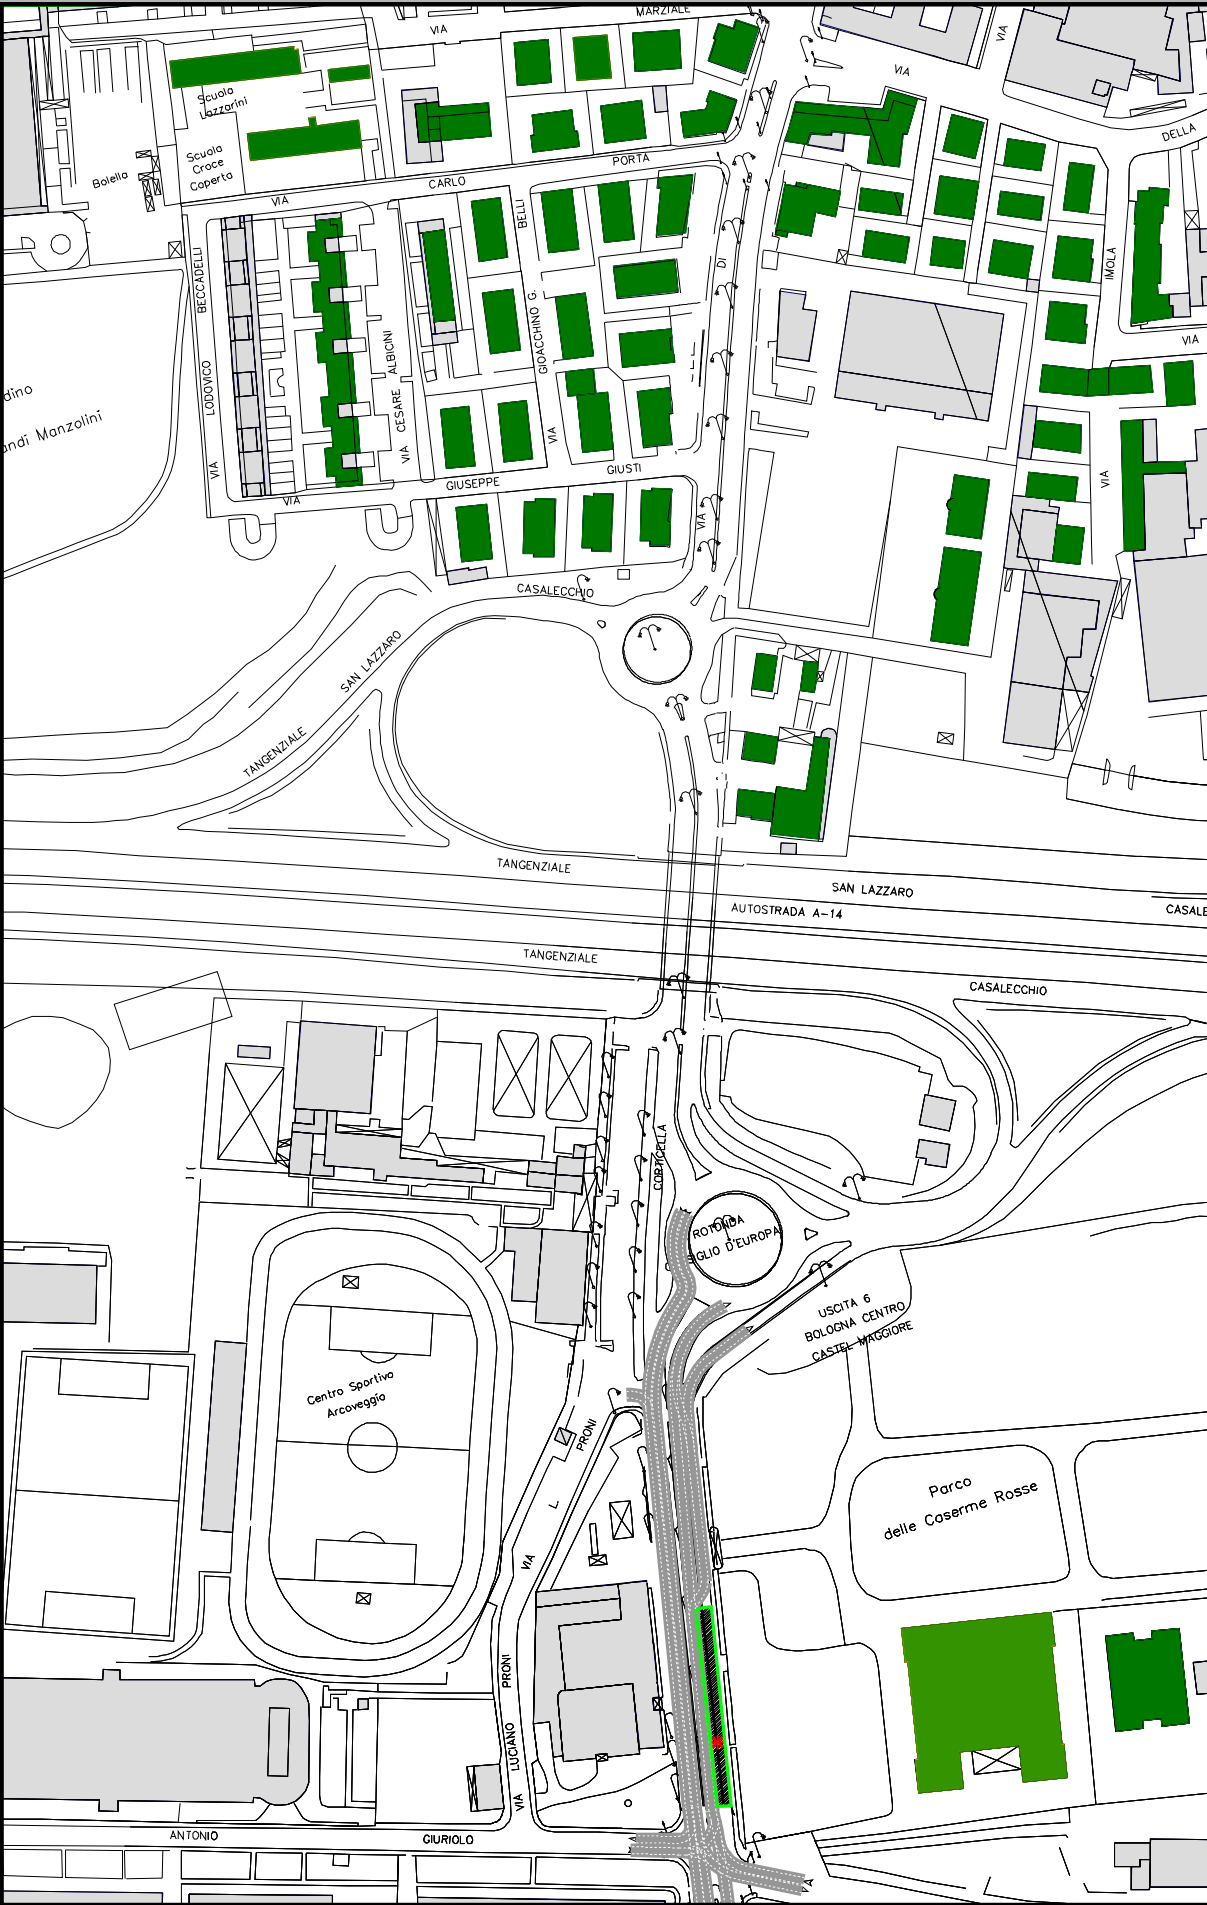 MARZIALE
VIA
VIA
VIA
DELLA
Scuola
Lazzarini
Scuola
Croce
Coperta
Bolella
PORTA
CARLO
VIA
BELLI
DI
IMOLA
BECCADELLI
GIOACCHINO G.
VIA
ALBICINI
LODOVICO
CESARE
VIA
VIA
VIA
dino
andi Manzolini
GIUSTI
GIUSEPPE
VIA
VIA
VIA
CASALECCHIO
SAN LAZZARO
TANGENZIALE
TANGENZIALE
SAN LAZZARO
AUTOSTRADA A-14
CASALE
TANGENZIALE
CASALECCHIO
CORTICELLA
ROTONDA
SIGLIO D'EUROPA
USCITA 6
BOLOGNA CENTRO
CASTEL MAGGIORE
Centro Sportivo
Arcoveggio
PRONI
L
VIA
Parco
delle Caserme Rosse
PRONI
LUCIANO
VIA
ANTONIO
GIURIOLO
VIA